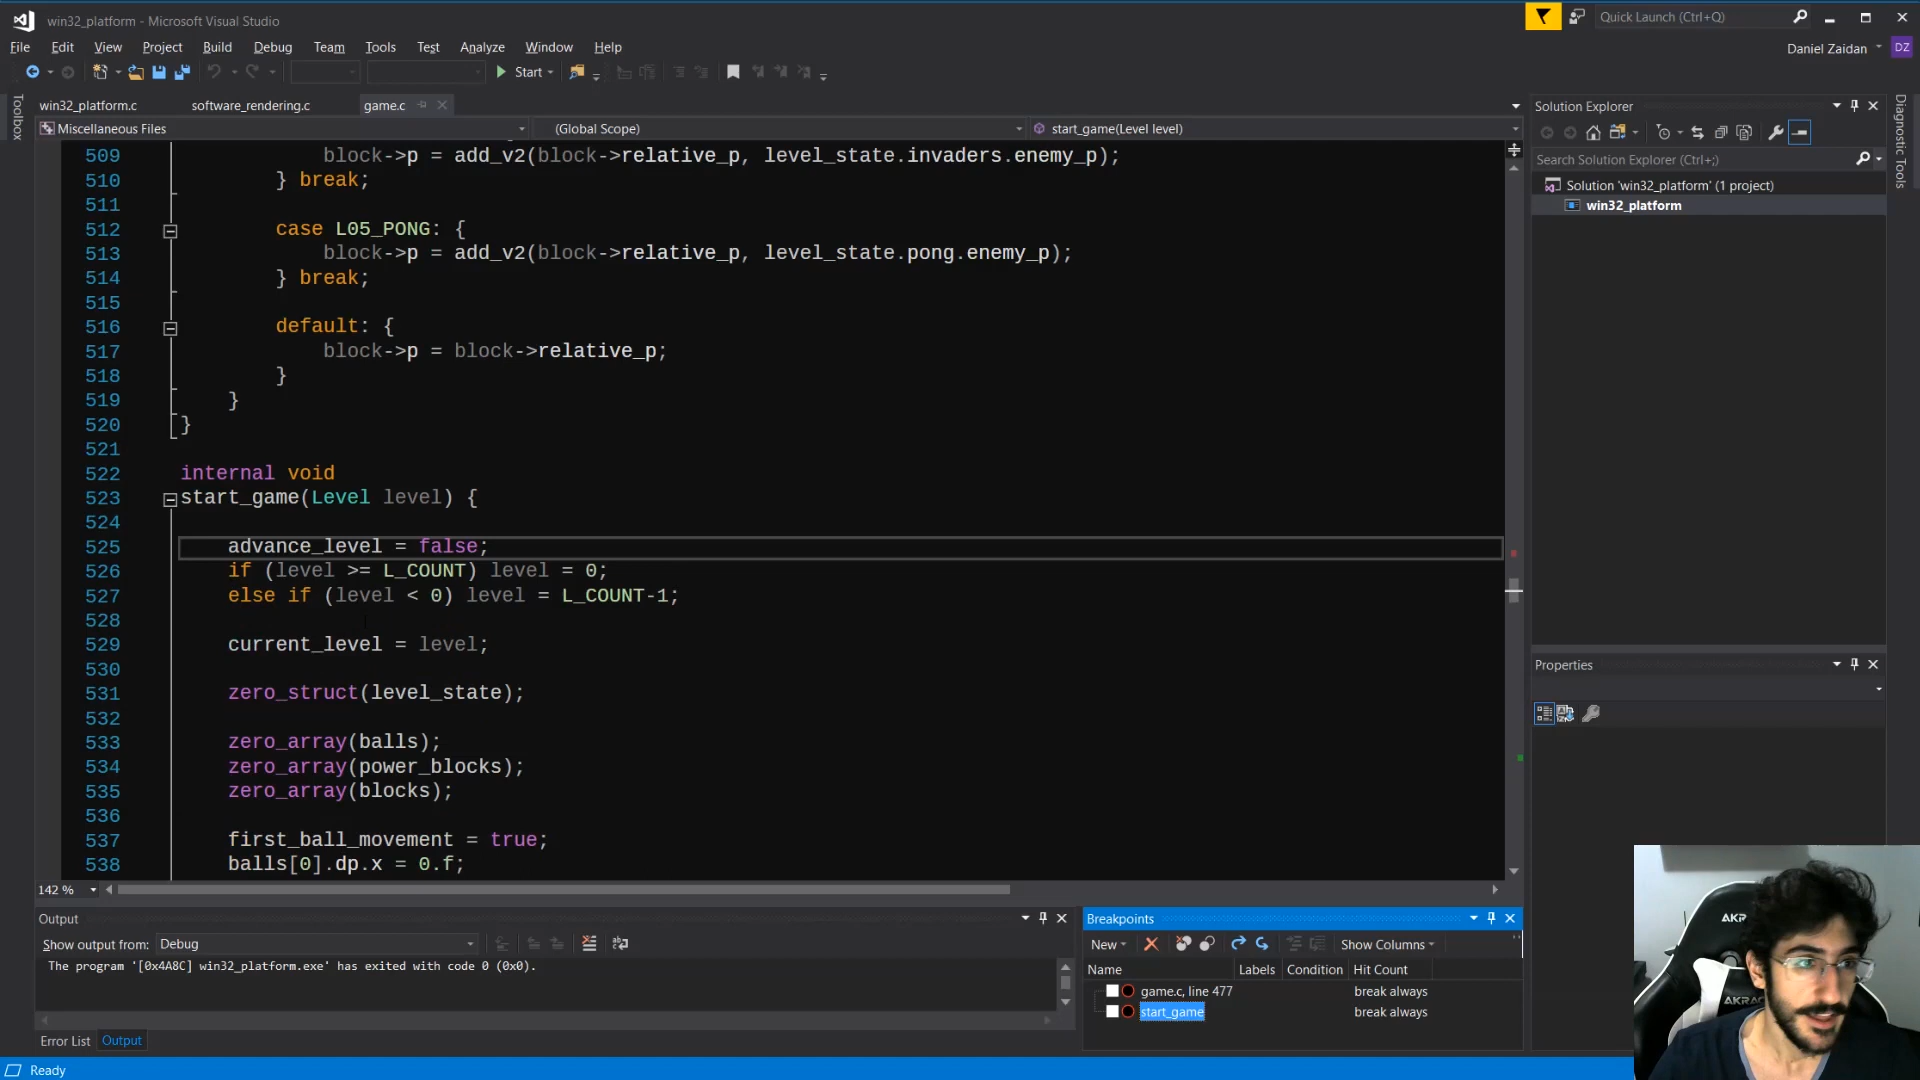 win32_platform - Microsoft Visual Studio
Quick Launch (Ctrl+Q)
File Edit View Project Build Debug Team Tools Test Analyze Window Help
Daniel Zaidan DZ
Start
Toolbox
win32_platform.c software_rendering.c game.c
Miscellaneous Files (Global Scope) start_game(Level level)
509 block->p = add_v2(block->relative_p, level_state.invaders.enemy_p);
510 } break;
511
512 case L05_PONG: {
513 block->p = add_v2(block->relative_p, level_state.pong.enemy_p);
514 } break;
515
516 default: {
517 block->p = block->relative_p;
518 }
519 }
520 }
521
522 internal void
523 start_game(Level level) {
524
525 advance_level = false;
526 if (level >= L_COUNT) level = 0;
527 else if (level < 0) level = L_COUNT-1;
528
529 current_level = level;
530
531 zero_struct(level_state);
532
533 zero_array(balls);
534 zero_array(power_blocks);
535 zero_array(blocks);
536
537 first_ball_movement = true;
538 balls[0].dp.x = 0.f;
142 %
Solution Explorer
Search Solution Explorer (Ctrl+;)
Solution 'win32_platform' (1 project)
win32_platform
Diagnostic Tools
Properties
Output
Show output from: Debug
The program '[0x4A8C] win32_platform.exe' has exited with code 0 (0x0).
Error List Output
Breakpoints
New Show Columns
Name Labels Condition Hit Count
game.c, line 477 break always
start_game break always
Ready
AKR
AKRAC